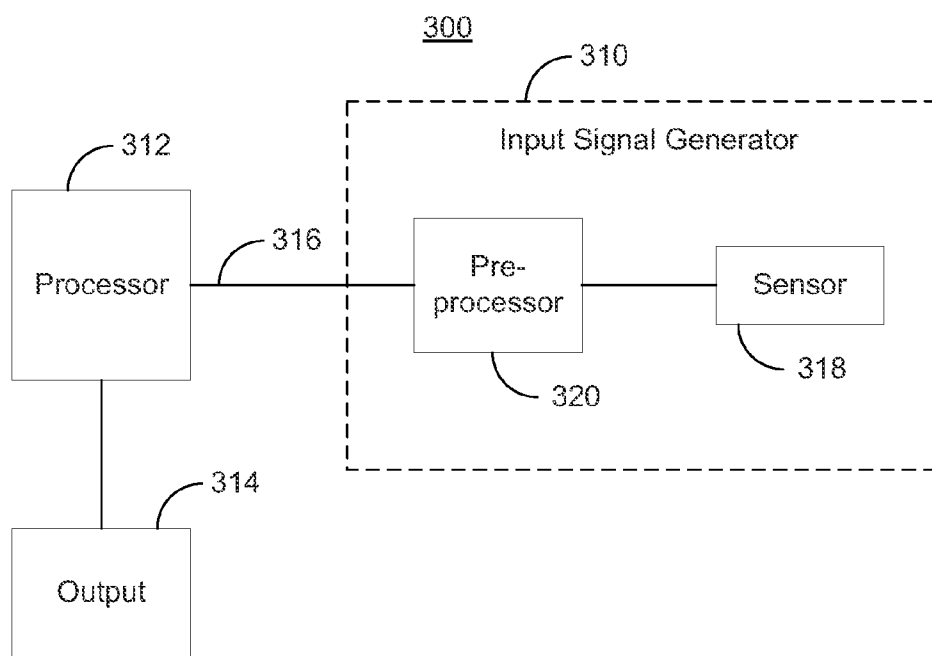 300
310
Input Signal Generator
312
316
Processor
Pre-
processor
Sensor
318
320
314
Output